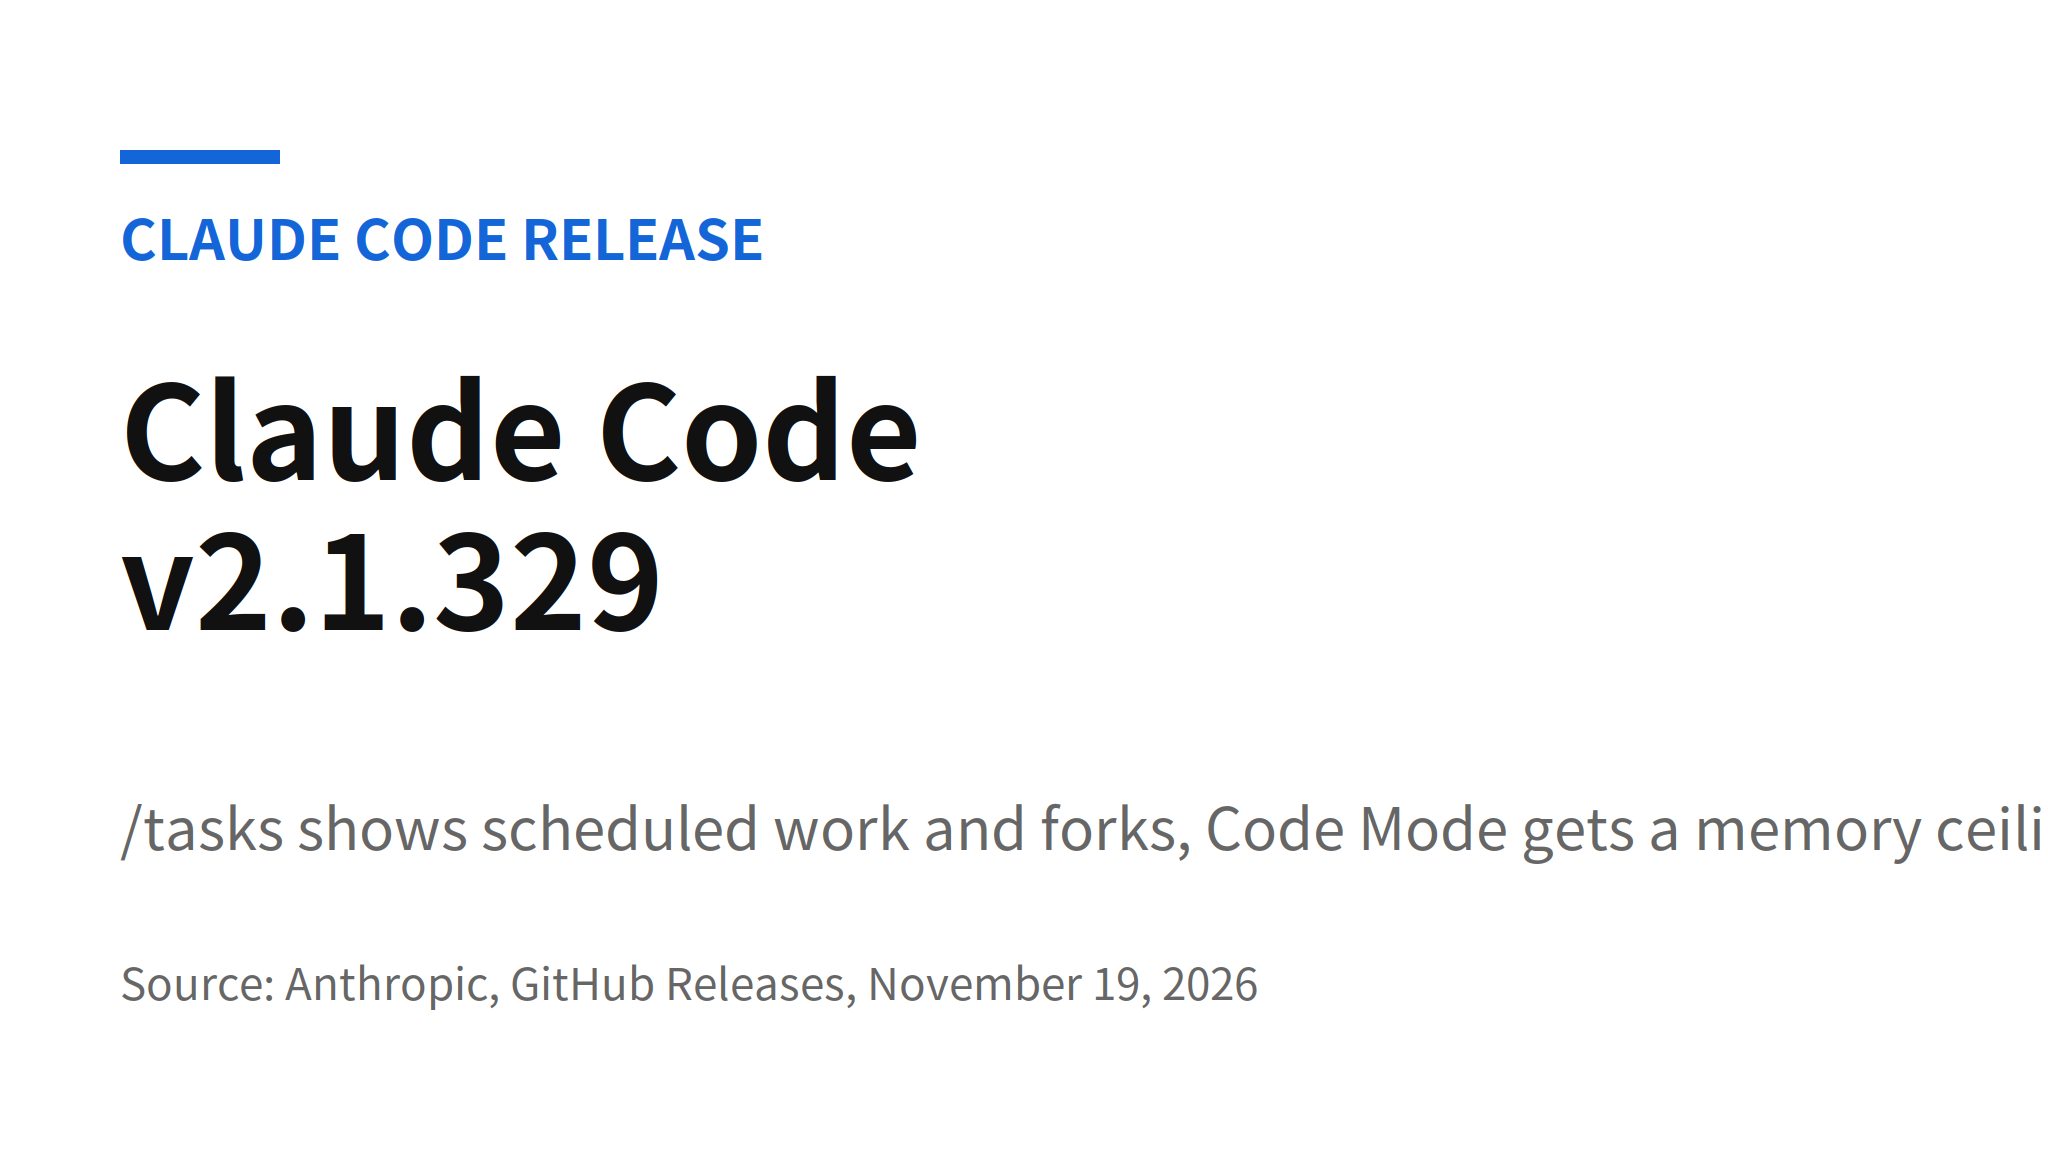 CLAUDE CODE RELEASE
Claude Code
v2.1.329
/tasks shows scheduled work and forks, Code Mode gets a memory ceili
Source: Anthropic, GitHub Releases, November 19, 2026